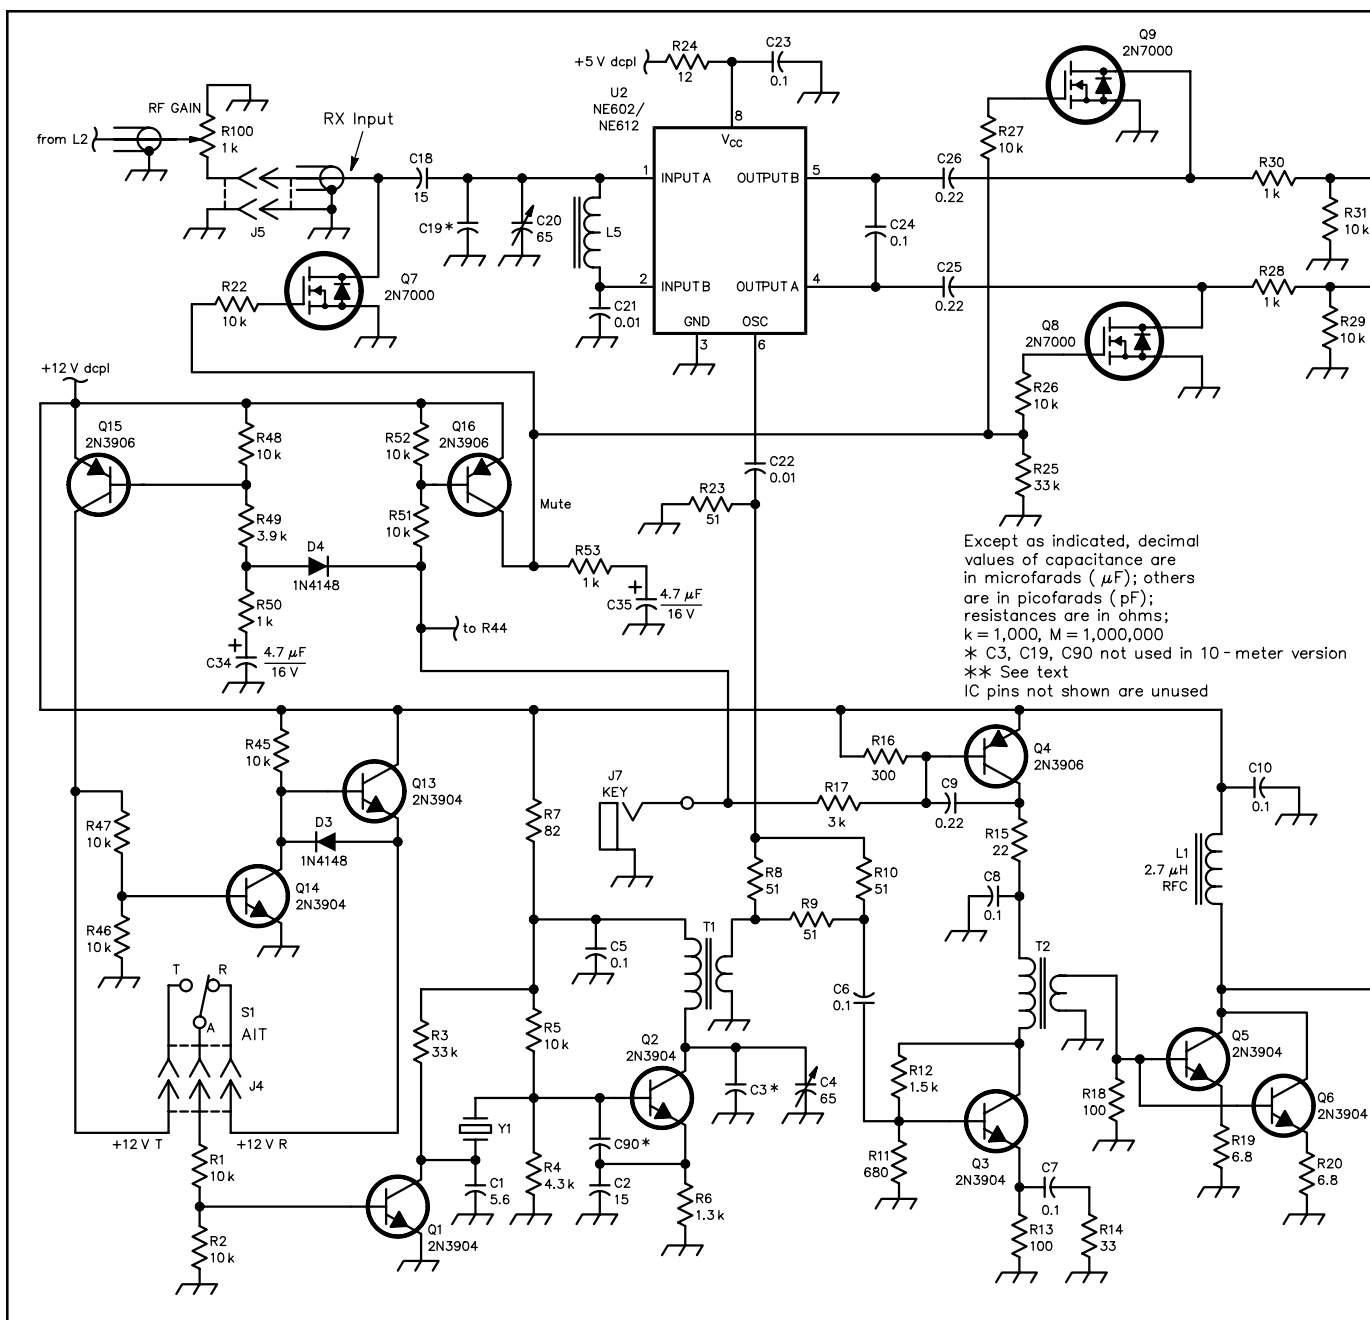 Q9
2N7000
R24
12
C23
0.1
+5 V dcpl
U2
NE602/
NE612
8
VCC
RF GAIN
R100
1 k
from L2
RX Input
J5
C18
15
C19*
C20
65
L5
1
INPUT A
OUTPUT B
5
2
INPUT B
OUTPUT A
4
GND
OSC
3
6
C21
0.01
C26
0.22
C24
0.1
C25
0.22
R27
10 k
R30
1 k
R31
10 k
R28
1 k
R29
10 k
Q7
2N7000
R22
10 k
Q8
2N7000
R26
10 k
R25
33 k
+12 V dcpl
Q15
2N3906
R48
10 k
R52
10 k
Q16
2N3906
R49
3.9 k
R51
10 k
Mute
D4
1N4148
R50
1 k
+
C34
4.7 µF
16 V
R53
1 k
+
C35
4.7 µF
16 V
to R44
C22
0.01
R23
51
Except as indicated, decimal
values of capacitance are
in microfarads ( µF); others
are in picofarads (pF);
resistances are in ohms;
k = 1,000, M = 1,000,000
* C3, C19, C90 not used in 10 - meter version
** See text
IC pins not shown are unused
R45
10 k
Q13
2N3904
R47
10 k
D3
1N4148
Q14
2N3904
R46
10 k
T
R
A
S1
AIT
J4
+12 V T
+12 V R
R1
10 k
R2
10 k
Q1
2N3904
R3
33 k
R7
82
J7
KEY
R16
300
Q4
2N3906
R17
3 k
C9
0.22
R15
22
C10
0.1
L1
2.7 µH
RFC
R8
51
R10
51
R9
51
C8
0.1
T1
C5
0.1
T2
C6
0.1
R5
10 k
Q2
2N3904
C3*
C4
65
Y1
C90*
C1
5.6
R4
4.3 k
C2
15
R6
1.3 k
R12
1.5 k
R11
680
Q3
2N3904
C7
0.1
R13
100
R14
33
R18
100
Q5
2N3904
Q6
2N3904
R19
6.8
R20
6.8